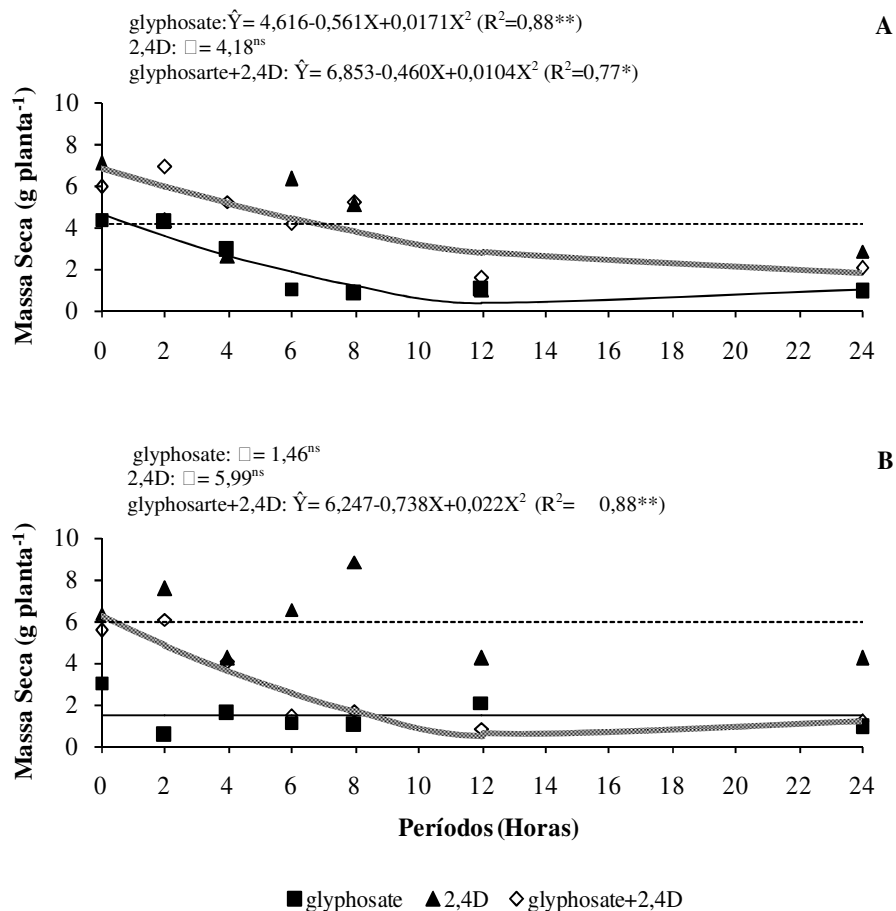 glyphosate:Ŷ= 4,616-0,561X+0,0171X² (R²=0,88**)
A
2,4D: □= 4,18ⁿˢ
glyphosarte+2,4D: Ŷ= 6,853-0,460X+0,0104X² (R²=0,77*)
Massa Seca (g planta⁻¹)
10
8
6
4
2
0
0 2 4 6 8 10 12 14 16 18 20 22 24
glyphosate: □= 1,46ⁿˢ
B
2,4D: □= 5,99ⁿˢ
glyphosarte+2,4D: Ŷ= 6,247-0,738X+0,022X² (R²= 0,88**)
Massa Seca (g planta⁻¹)
10
8
6
4
2
0
0 2 4 6 8 10 12 14 16 18 20 22 24
Períodos (Horas)
glyphosate 2,4D glyphosate+2,4D